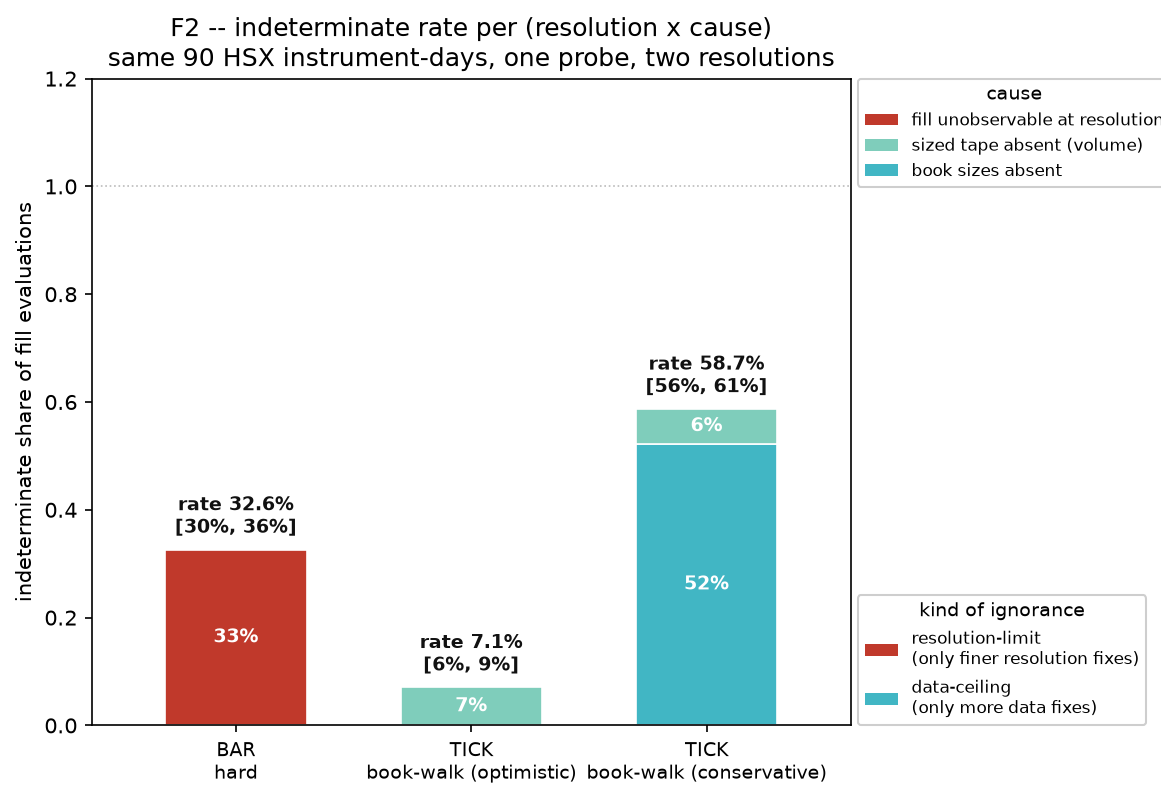 F2 -- indeterminate rate per (resolution x cause)
same 90 HSX instrument-days, one probe, two resolutions
indeterminate share of fill evaluations
1.2
1.0
0.8
0.6
0.4
0.2
0.0
rate 32.6%
[30%, 36%]
33%
rate 7.1%
[6%, 9%]
7%
rate 58.7%
[56%, 61%]
6%
52%
BAR
hard
TICK
book-walk (optimistic)
TICK
book-walk (conservative)
cause
fill unobservable at resolution
sized tape absent (volume)
book sizes absent
kind of ignorance
resolution-limit
(only finer resolution fixes)
data-ceiling
(only more data fixes)